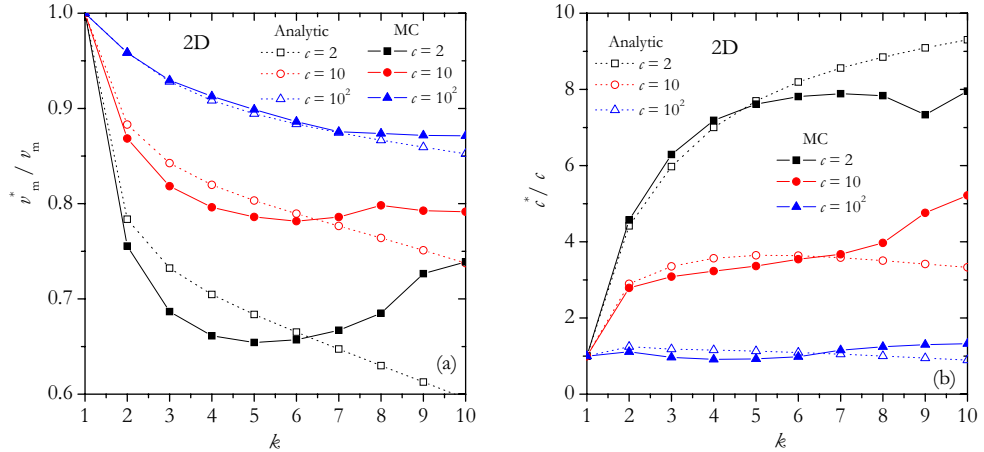 2D
Analytic MC
c = 2 c = 2
c = 10 c = 10
c = 10² c = 10²
1.0
0.9
0.8
0.7
0.6
v*m / vm
1 2 3 4 5 6 7 8 9 10
k
(a)
2D
Analytic
c = 2
c = 10
c = 10²
MC
c = 2
c = 10
c = 10²
10
8
6
4
2
0
c* / c
1 2 3 4 5 6 7 8 9 10
k
(b)